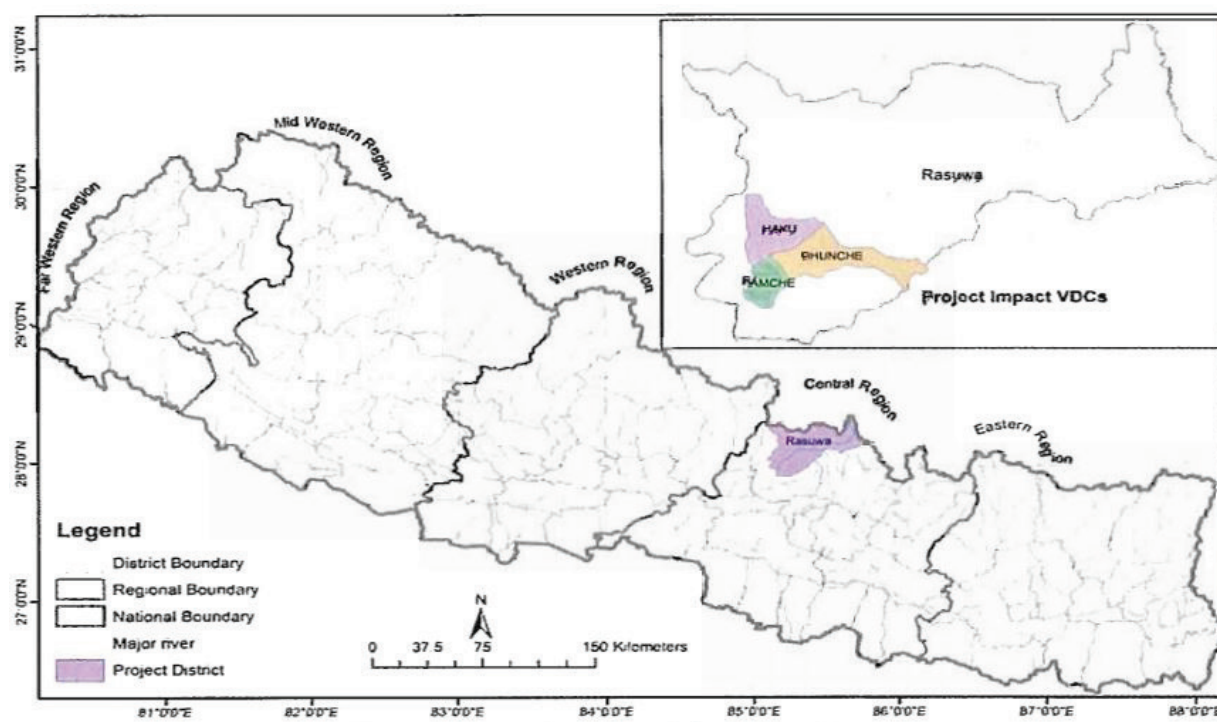 31°0'0"N
30°0'0"N
29°0'0"N
28°0'0"N
27°0'0"N
Far Western Region
Mid Western Region
Western Region
Central Region
Eastern Region
Rasuwa
Rasuwa
HAKU
DHUNCHE
RAMCHE
Project Impact VDCs
Legend
District Boundary
Regional Boundary
National Boundary
Major river
Project District
N
0 37.5 75 150 Kilometers
81°0'0"E 82°0'0"E 83°0'0"E 84°0'0"E 85°0'0"E 86°0'0"E 87°0'0"E 88°0'0"E